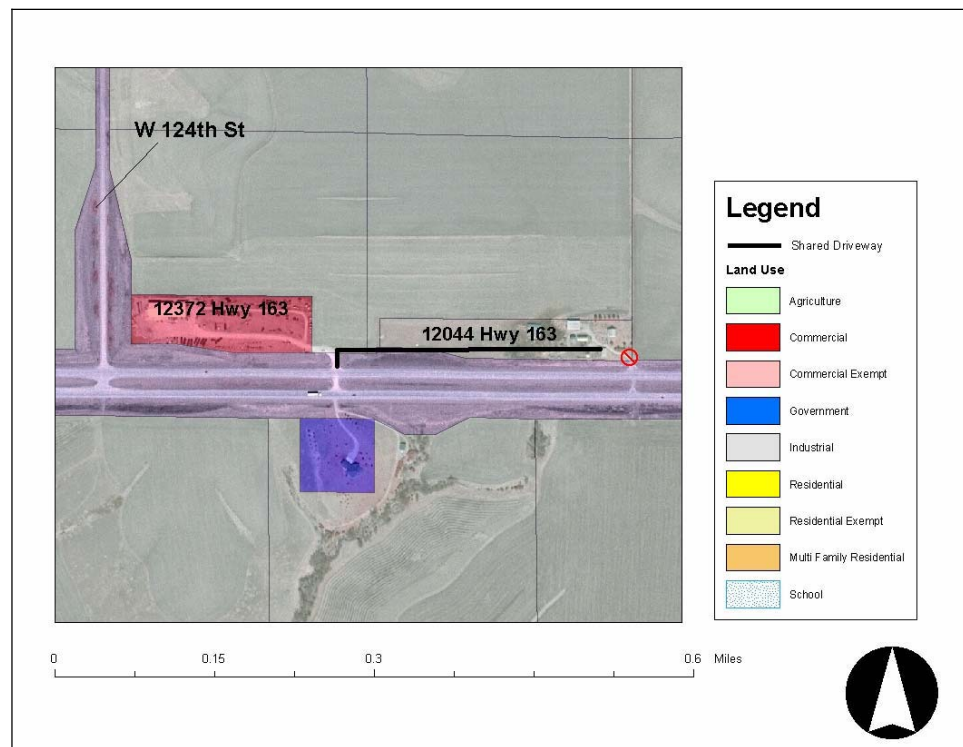 W 124th St
12372 Hwy 163
12044 Hwy 163
Legend
Shared Driveway
Land Use
Agriculture
Commercial
Commercial Exempt
Government
Industrial
Residential
Residential Exempt
Multi Family Residential
School
0 0.15 0.3 0.6 Miles